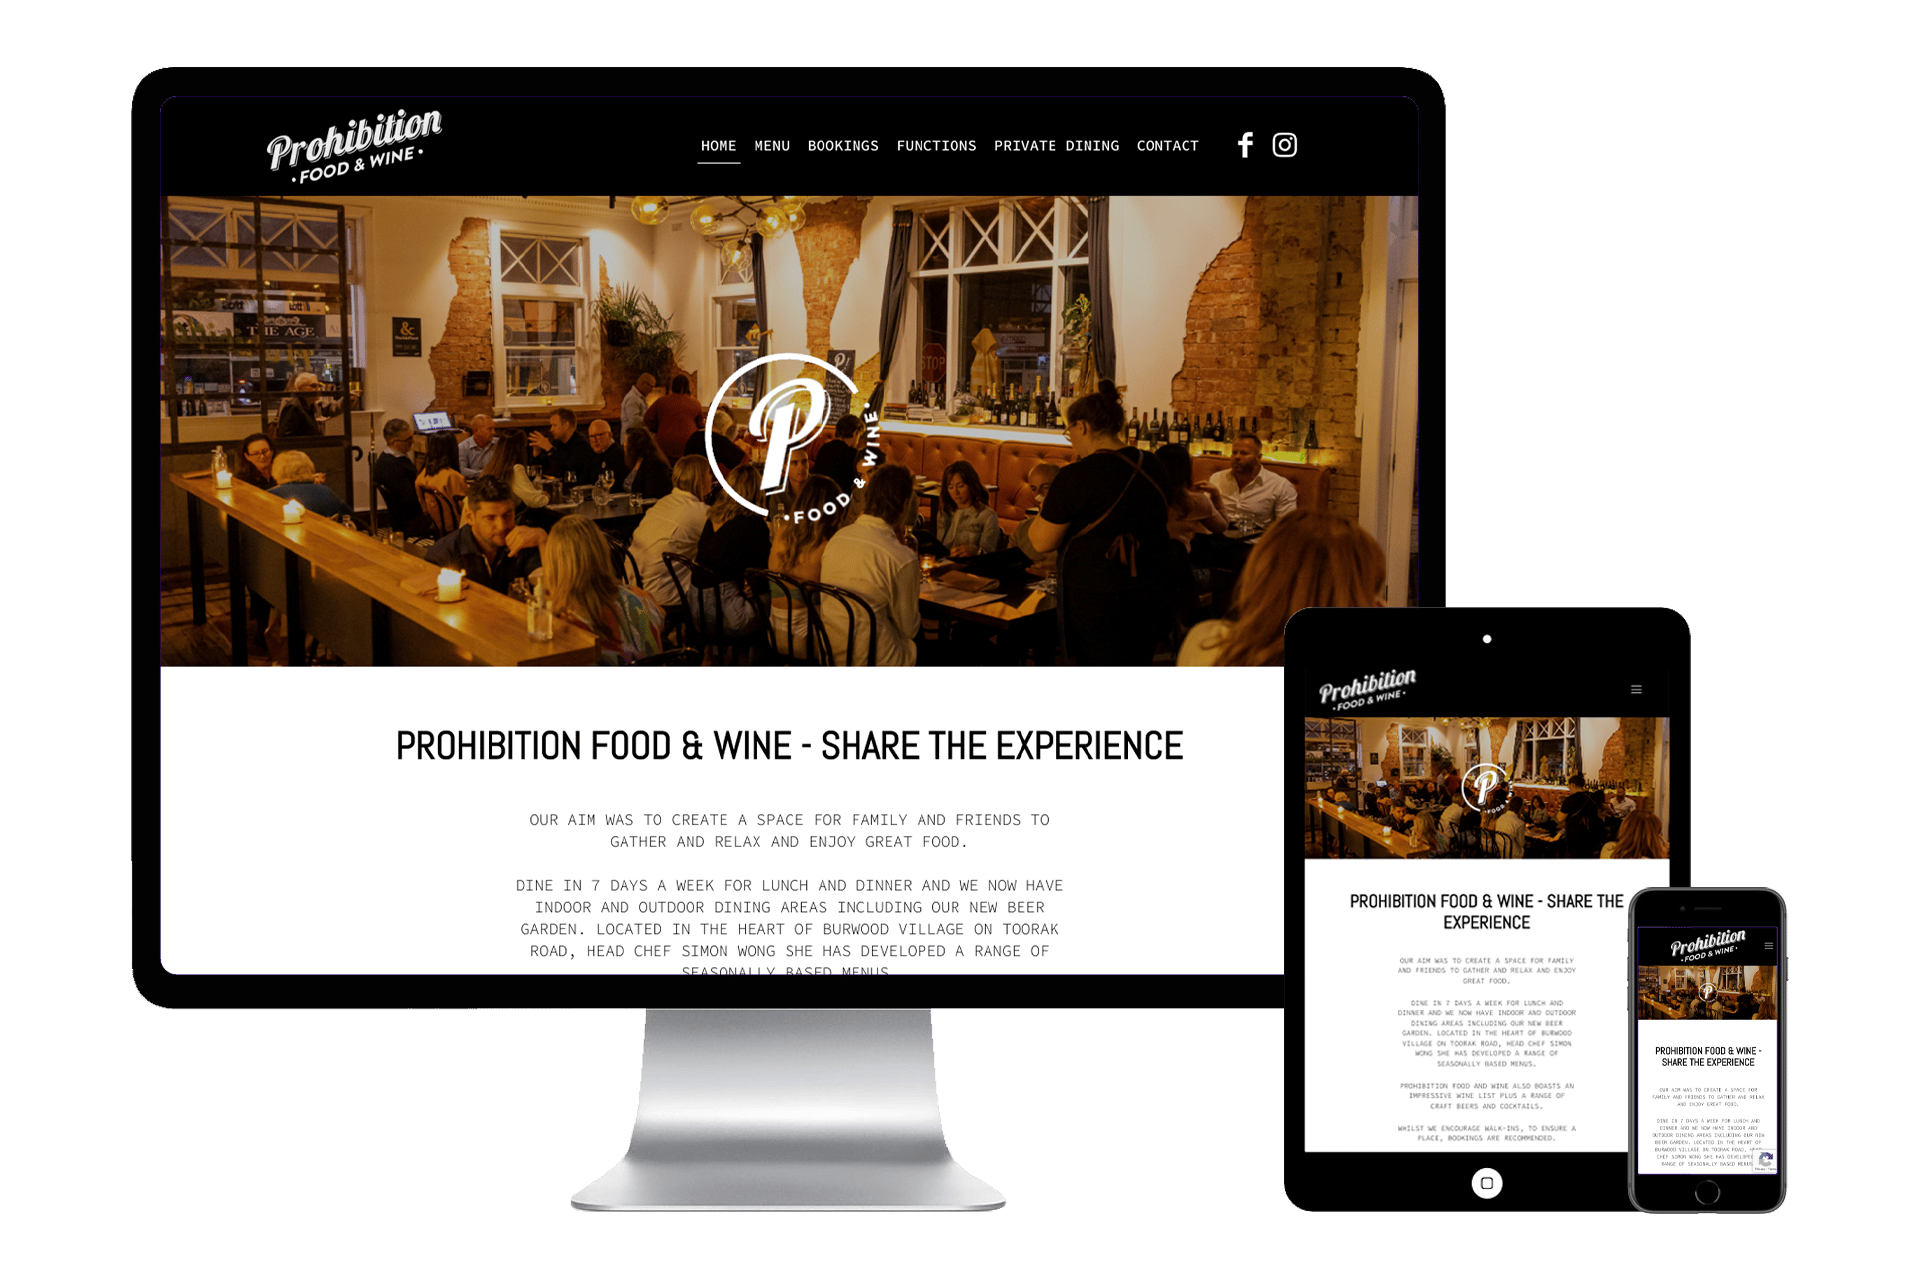 Prohibition
• FOOD & WINE •
HOME MENU BOOKINGS FUNCTIONS PRIVATE DINING CONTACT
THE AGE
&
STOP
P
• FOOD & WINE •
PROHIBITION FOOD & WINE - SHARE THE EXPERIENCE
OUR AIM WAS TO CREATE A SPACE FOR FAMILY AND FRIENDS TO
GATHER AND RELAX AND ENJOY GREAT FOOD.
DINE IN 7 DAYS A WEEK FOR LUNCH AND DINNER AND WE NOW HAVE
INDOOR AND OUTDOOR DINING AREAS INCLUDING OUR NEW BEER
GARDEN. LOCATED IN THE HEART OF BURWOOD VILLAGE ON TOORAK
ROAD, HEAD CHEF SIMON WONG SHE HAS DEVELOPED A RANGE OF
SEASONALLY BASED MENUS
Prohibition
• FOOD & WINE •
P
FOOD & WINE
PROHIBITION FOOD & WINE - SHARE THE
EXPERIENCE
OUR AIM WAS TO CREATE A SPACE FOR FAMILY
AND FRIENDS TO GATHER AND RELAX AND ENJOY
GREAT FOOD.
DINE IN 7 DAYS A WEEK FOR LUNCH AND
DINNER AND WE NOW HAVE INDOOR AND OUTDOOR
DINING AREAS INCLUDING OUR NEW BEER
GARDEN. LOCATED IN THE HEART OF BURWOOD
VILLAGE ON TOORAK ROAD, HEAD CHEF SIMON
WONG SHE HAS DEVELOPED A RANGE OF
SEASONALLY BASED MENUS.
PROHIBITION FOOD AND WINE ALSO BOASTS AN
IMPRESSIVE WINE LIST PLUS A RANGE OF
CRAFT BEERS AND COCKTAILS.
WHILST WE ENCOURAGE WALK-INS, TO ENSURE A
PLACE, BOOKINGS ARE RECOMMENDED.
Prohibition
• FOOD & WINE •
P
PROHIBITION FOOD & WINE -
SHARE THE EXPERIENCE
OUR AIM WAS TO CREATE A SPACE FOR
FAMILY AND FRIENDS TO GATHER AND RELAX
AND ENJOY GREAT FOOD.
DINE IN 7 DAYS A WEEK FOR LUNCH AND
DINNER AND WE NOW HAVE INDOOR AND
OUTDOOR DINING AREAS INCLUDING OUR NEW
BEER GARDEN. LOCATED IN THE HEART OF
BURWOOD VILLAGE ON TOORAK ROAD, HEAD
CHEF SIMON WONG SHE HAS DEVELOPED
RANGE OF SEASONALLY BASED MENUS